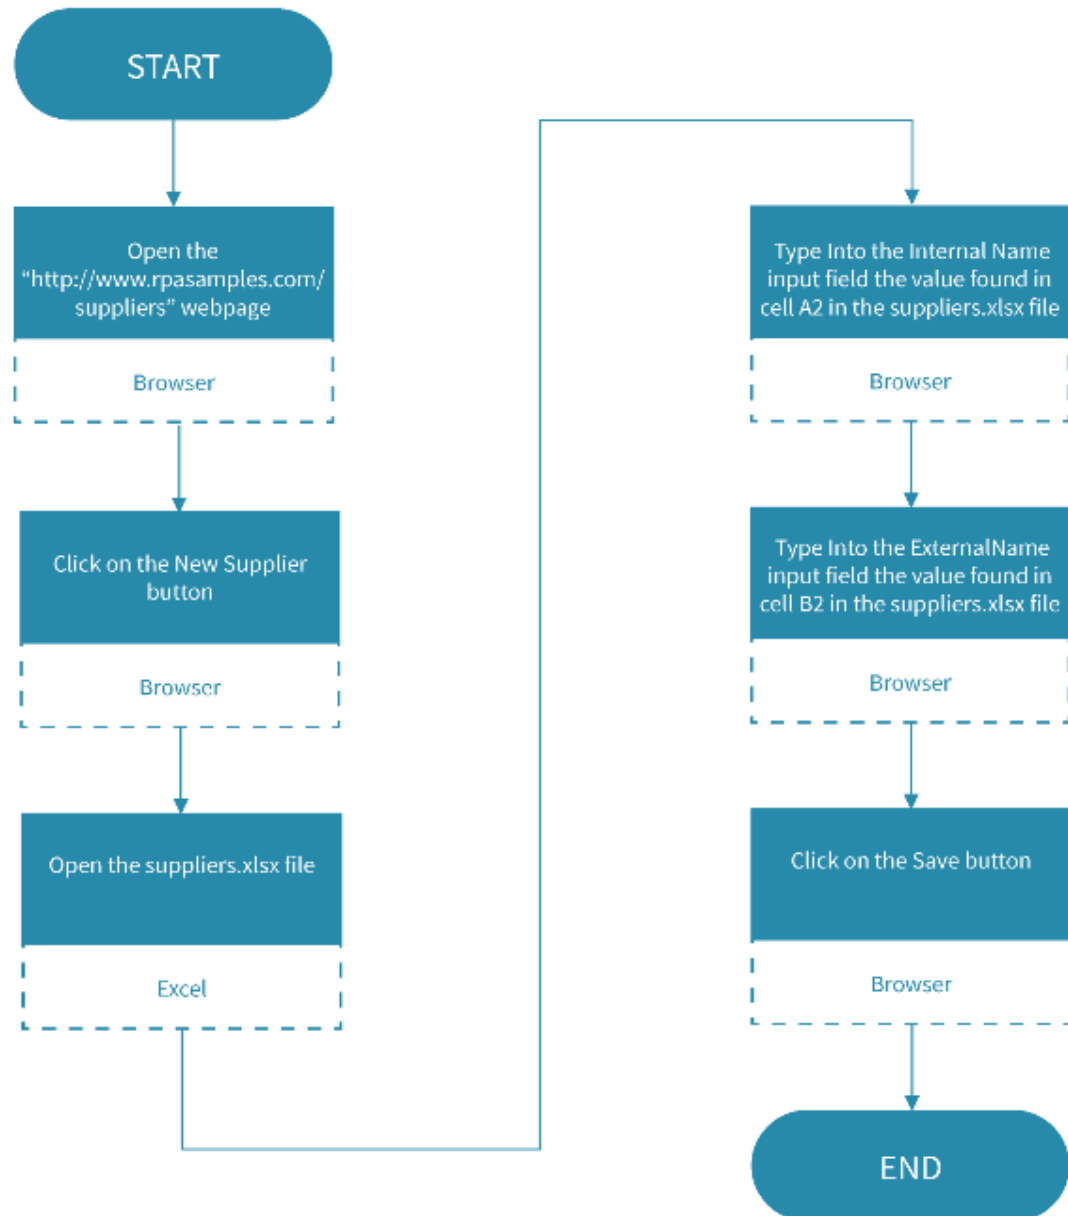 START
Open the
“http://www.rpasamples.com/
suppliers” webpage
Browser
Click on the New Supplier
button
Browser
Open the suppliers.xlsx file
Excel
Type Into the Internal Name
input field the value found in
cell A2 in the suppliers.xlsx file
Browser
Type Into the ExternalName
input field the value found in
cell B2 in the suppliers.xlsx file
Browser
Click on the Save button
Browser
END